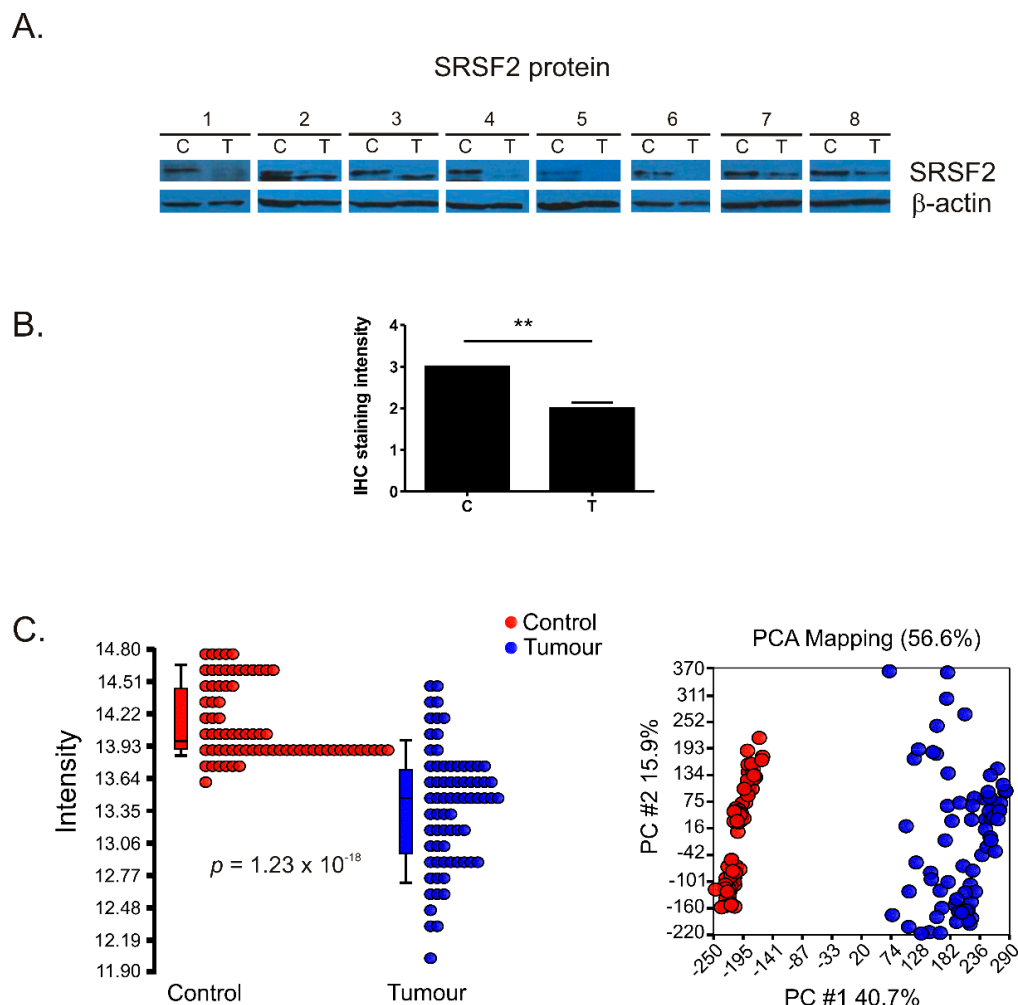 A.
SRSF2 protein
1 2 3 4 5 6 7 8
C T C T C T C T C T C T C T C T
SRSF2
β-actin
B.
**
IHC staining intensity
4
3
2
1
0
C T
C.
Control
Tumour
Intensity
14.80
14.51
14.22
13.93
13.64
13.35
13.06
12.77
12.48
12.19
11.90
p = 1.23 x 10⁻¹⁸
Control Tumour
PCA Mapping (56.6%)
PC #2 15.9%
370
311
252
193
134
75
16
-42
-101
-160
-220
-250 -195 -141 -87 -33 20 74 128 182 236 290
PC #1 40.7%